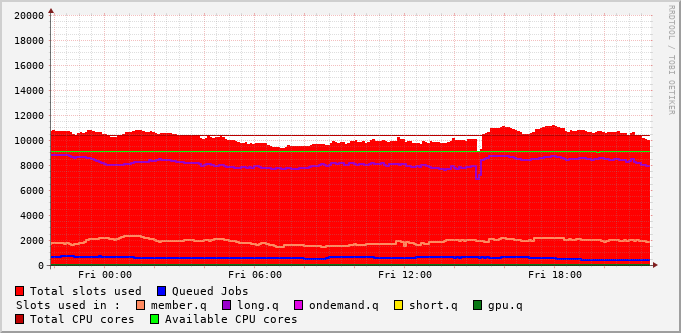 RRDTOOL / TOBI OETIKER
20000
18000
16000
14000
12000
10000
8000
6000
4000
2000
0
Fri 00:00 Fri 06:00 Fri 12:00 Fri 18:00
Total slots used Queued Jobs
Slots used in : member.q long.q ondemand.q short.q gpu.q
Total CPU cores Available CPU cores